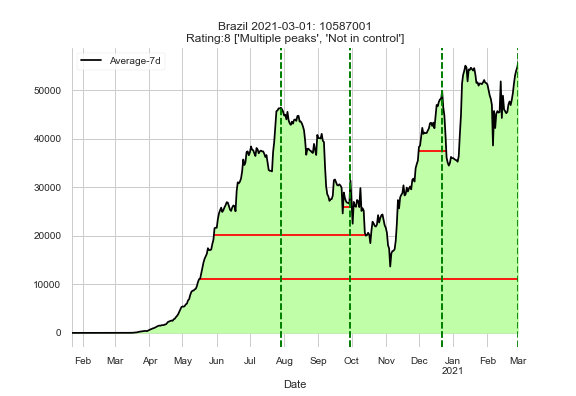 Brazil 2021-03-01: 10587001
Rating:8 ['Multiple peaks', 'Not in control']
Average-7d
50000
40000
30000
20000
10000
0
Feb Mar Apr May Jun Jul Aug Sep Oct Nov Dec Jan Feb Mar
2021
Date